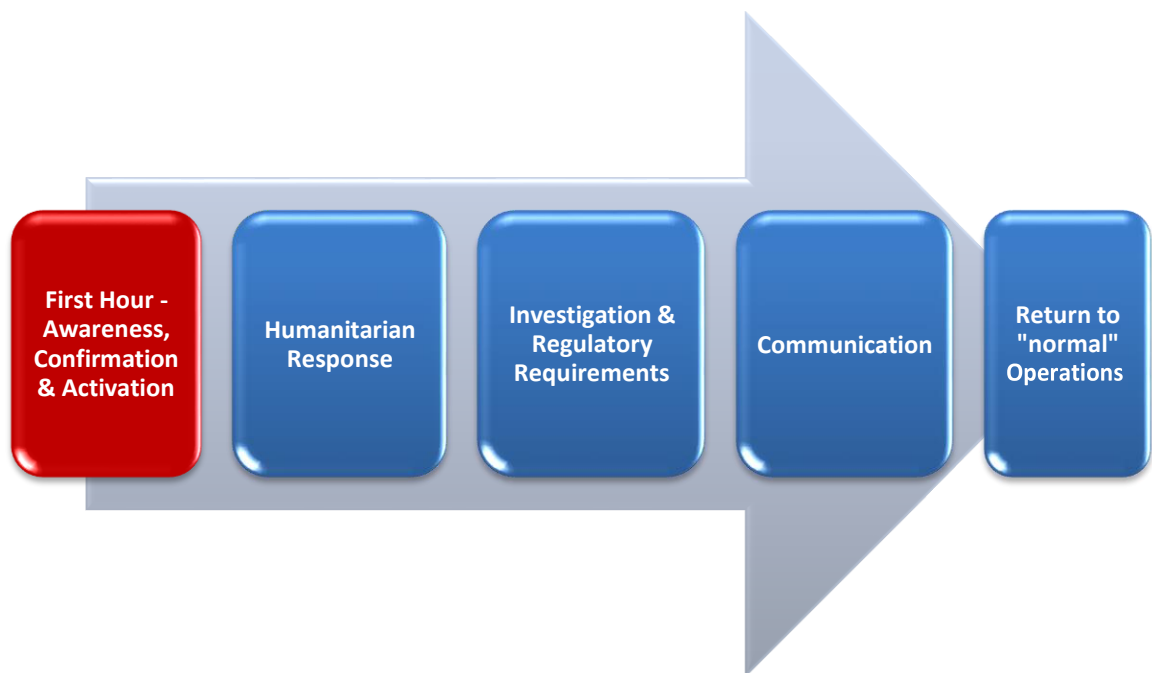 First Hour -
Awareness,
Confirmation
& Activation
Humanitarian
Response
Investigation &
Regulatory
Requirements
Communication
Return to
"normal"
Operations